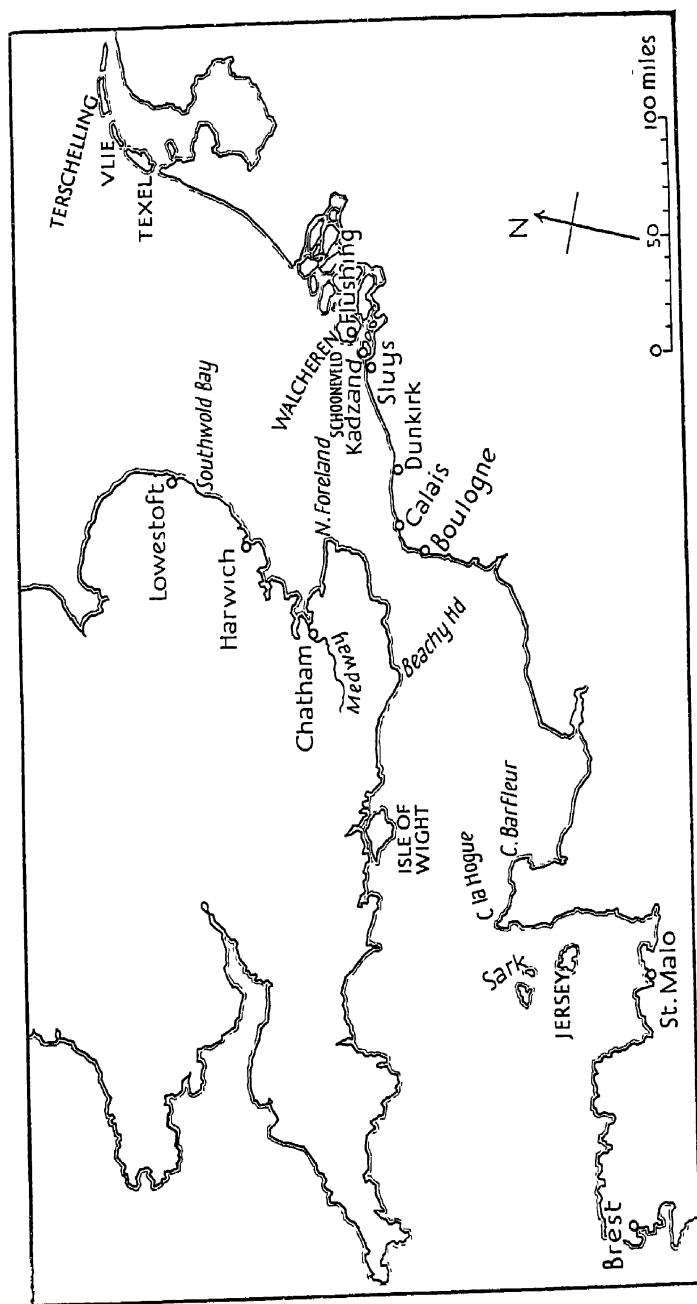 TERSCHELLING
VLIE
TEXEL
Lowestoft
Southwold Bay
Harwich
Chatham
Medway
N. Foreland
WALCHEREN
SCHOONEVELD
Flushing
Kadzand
Sluys
Dunkirk
Calais
Boulogne
Beachy Hd
ISLE OF
WIGHT
C la Hogue
C. Barfleur
Sark
JERSEY
St. Malo
Brest
N
0 50 100 miles